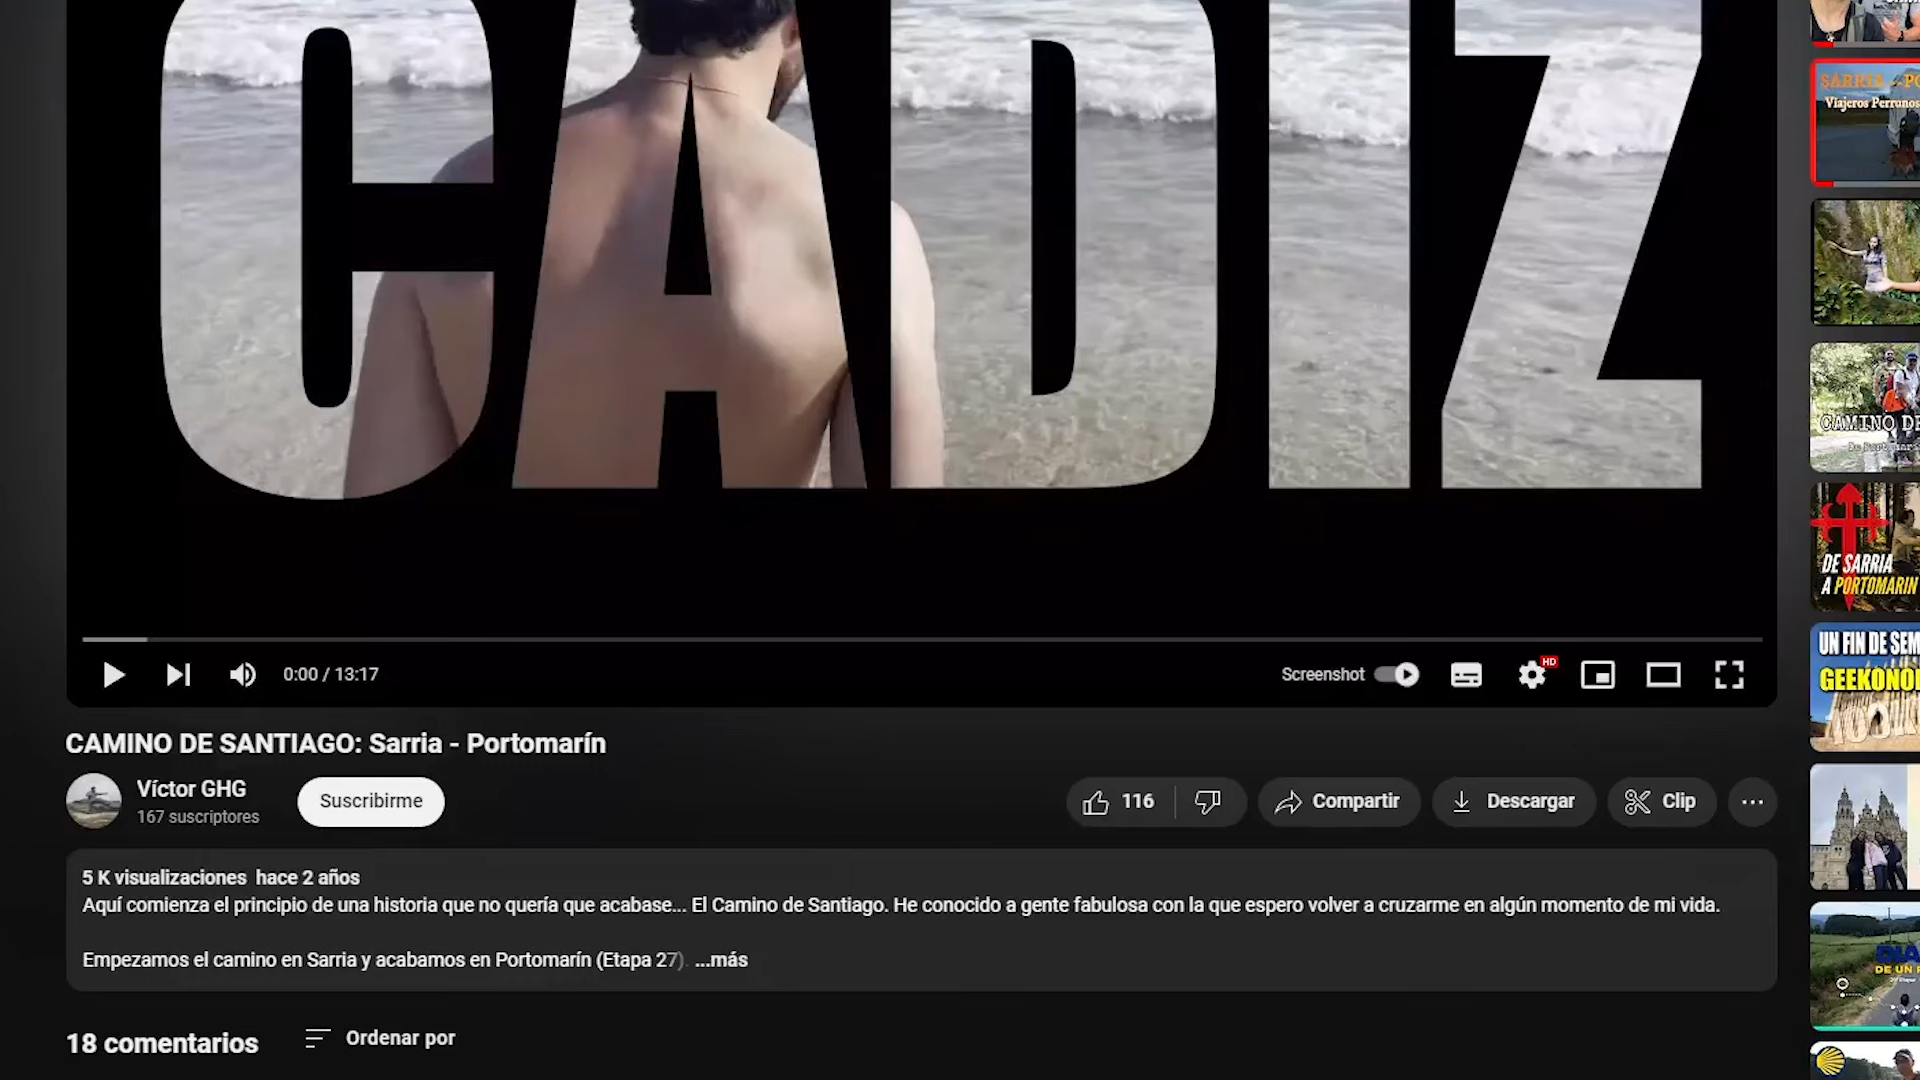 CADIZ
0:00 / 13:17
Screenshot
HD
CAMINO DE SANTIAGO: Sarria - Portomarín
Víctor GHG
167 suscriptores
Suscribirme
116
Compartir
Descargar
Clip
5 K visualizaciones hace 2 años
Aquí comienza el principio de una historia que no quería que acabase... El Camino de Santiago. He conocido a gente fabulosa con la que espero volver a cruzarme en algún momento de mi vida.
Empezamos el camino en Sarria y acabamos en Portomarín (Etapa 27) ...más
18 comentarios
Ordenar por
SARRIA - PO
Viajeros Perrunos
CAMINO DE
DE SARRIA
A PORTOMARIN
UN FIN DE SEM
GEEKONO
DIA
DE UN P